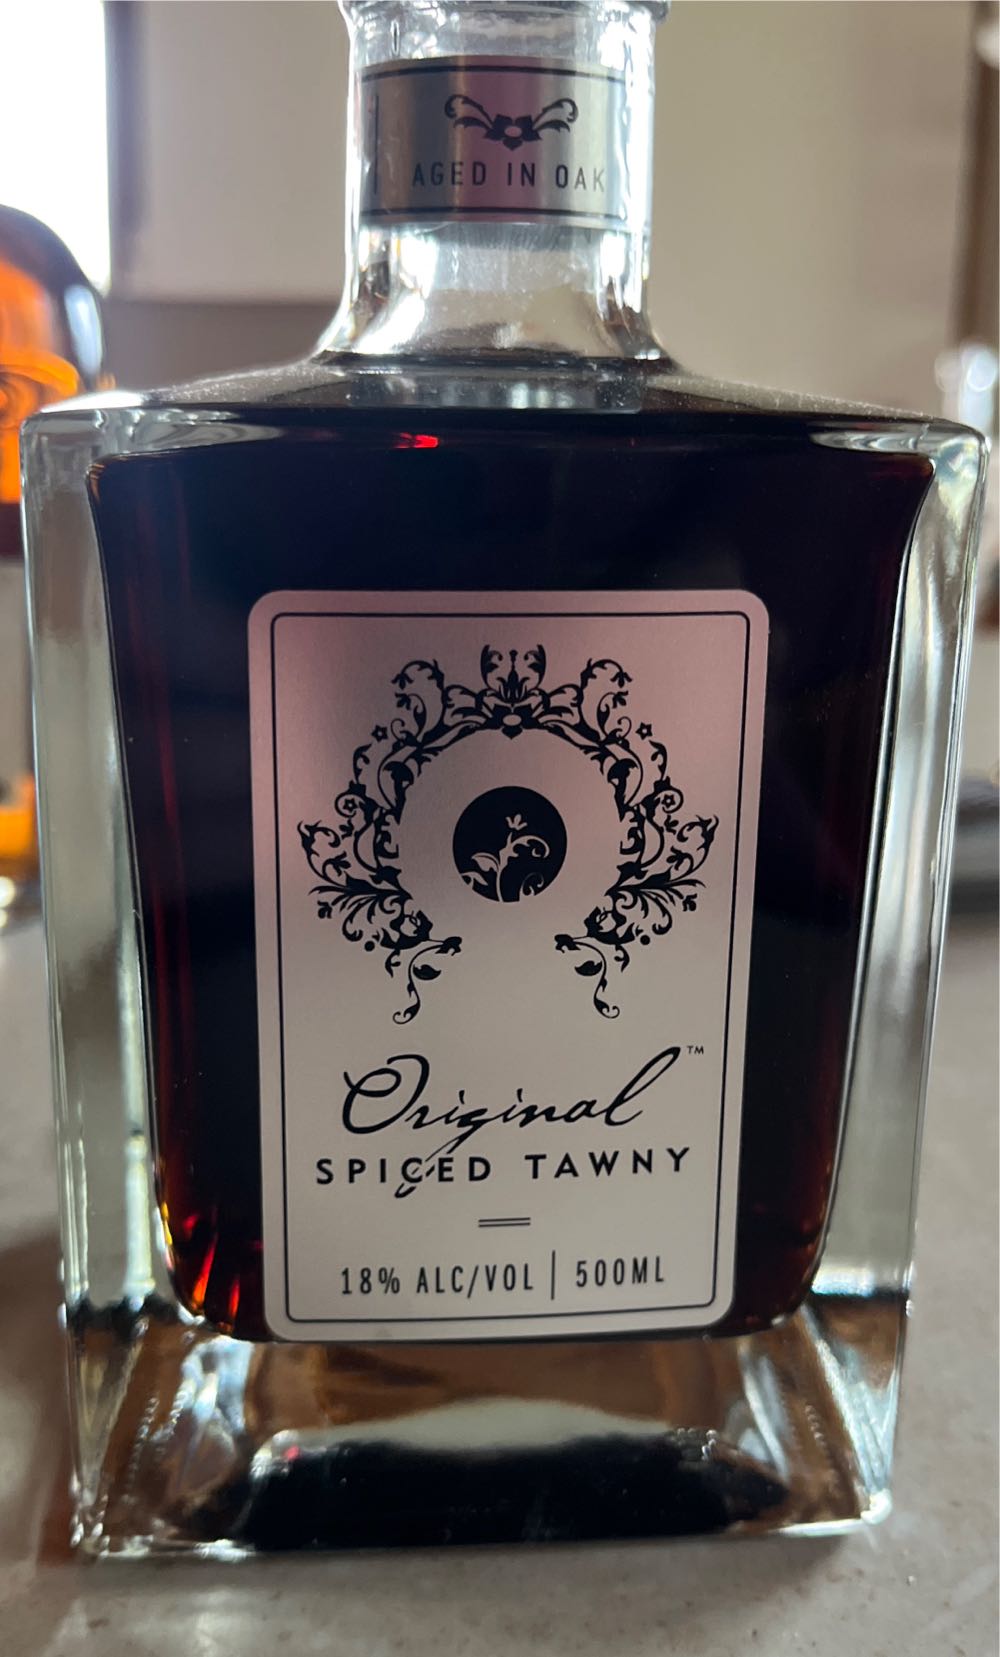 AGED IN OAK
Original™
SPICED TAWNY
18% ALC/VOL | 500ML